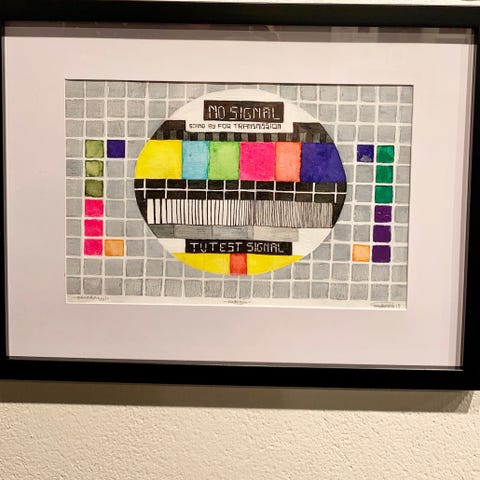 NO SIGNAL
STAND BY FOR TRANSMISSION
TV TEST SIGNAL